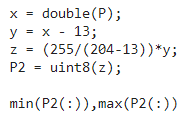 x = double(P);
y = x - 13;
z = (255/(204-13))*y;
P2 = uint8(z);
min(P2(:)),max(P2(:))